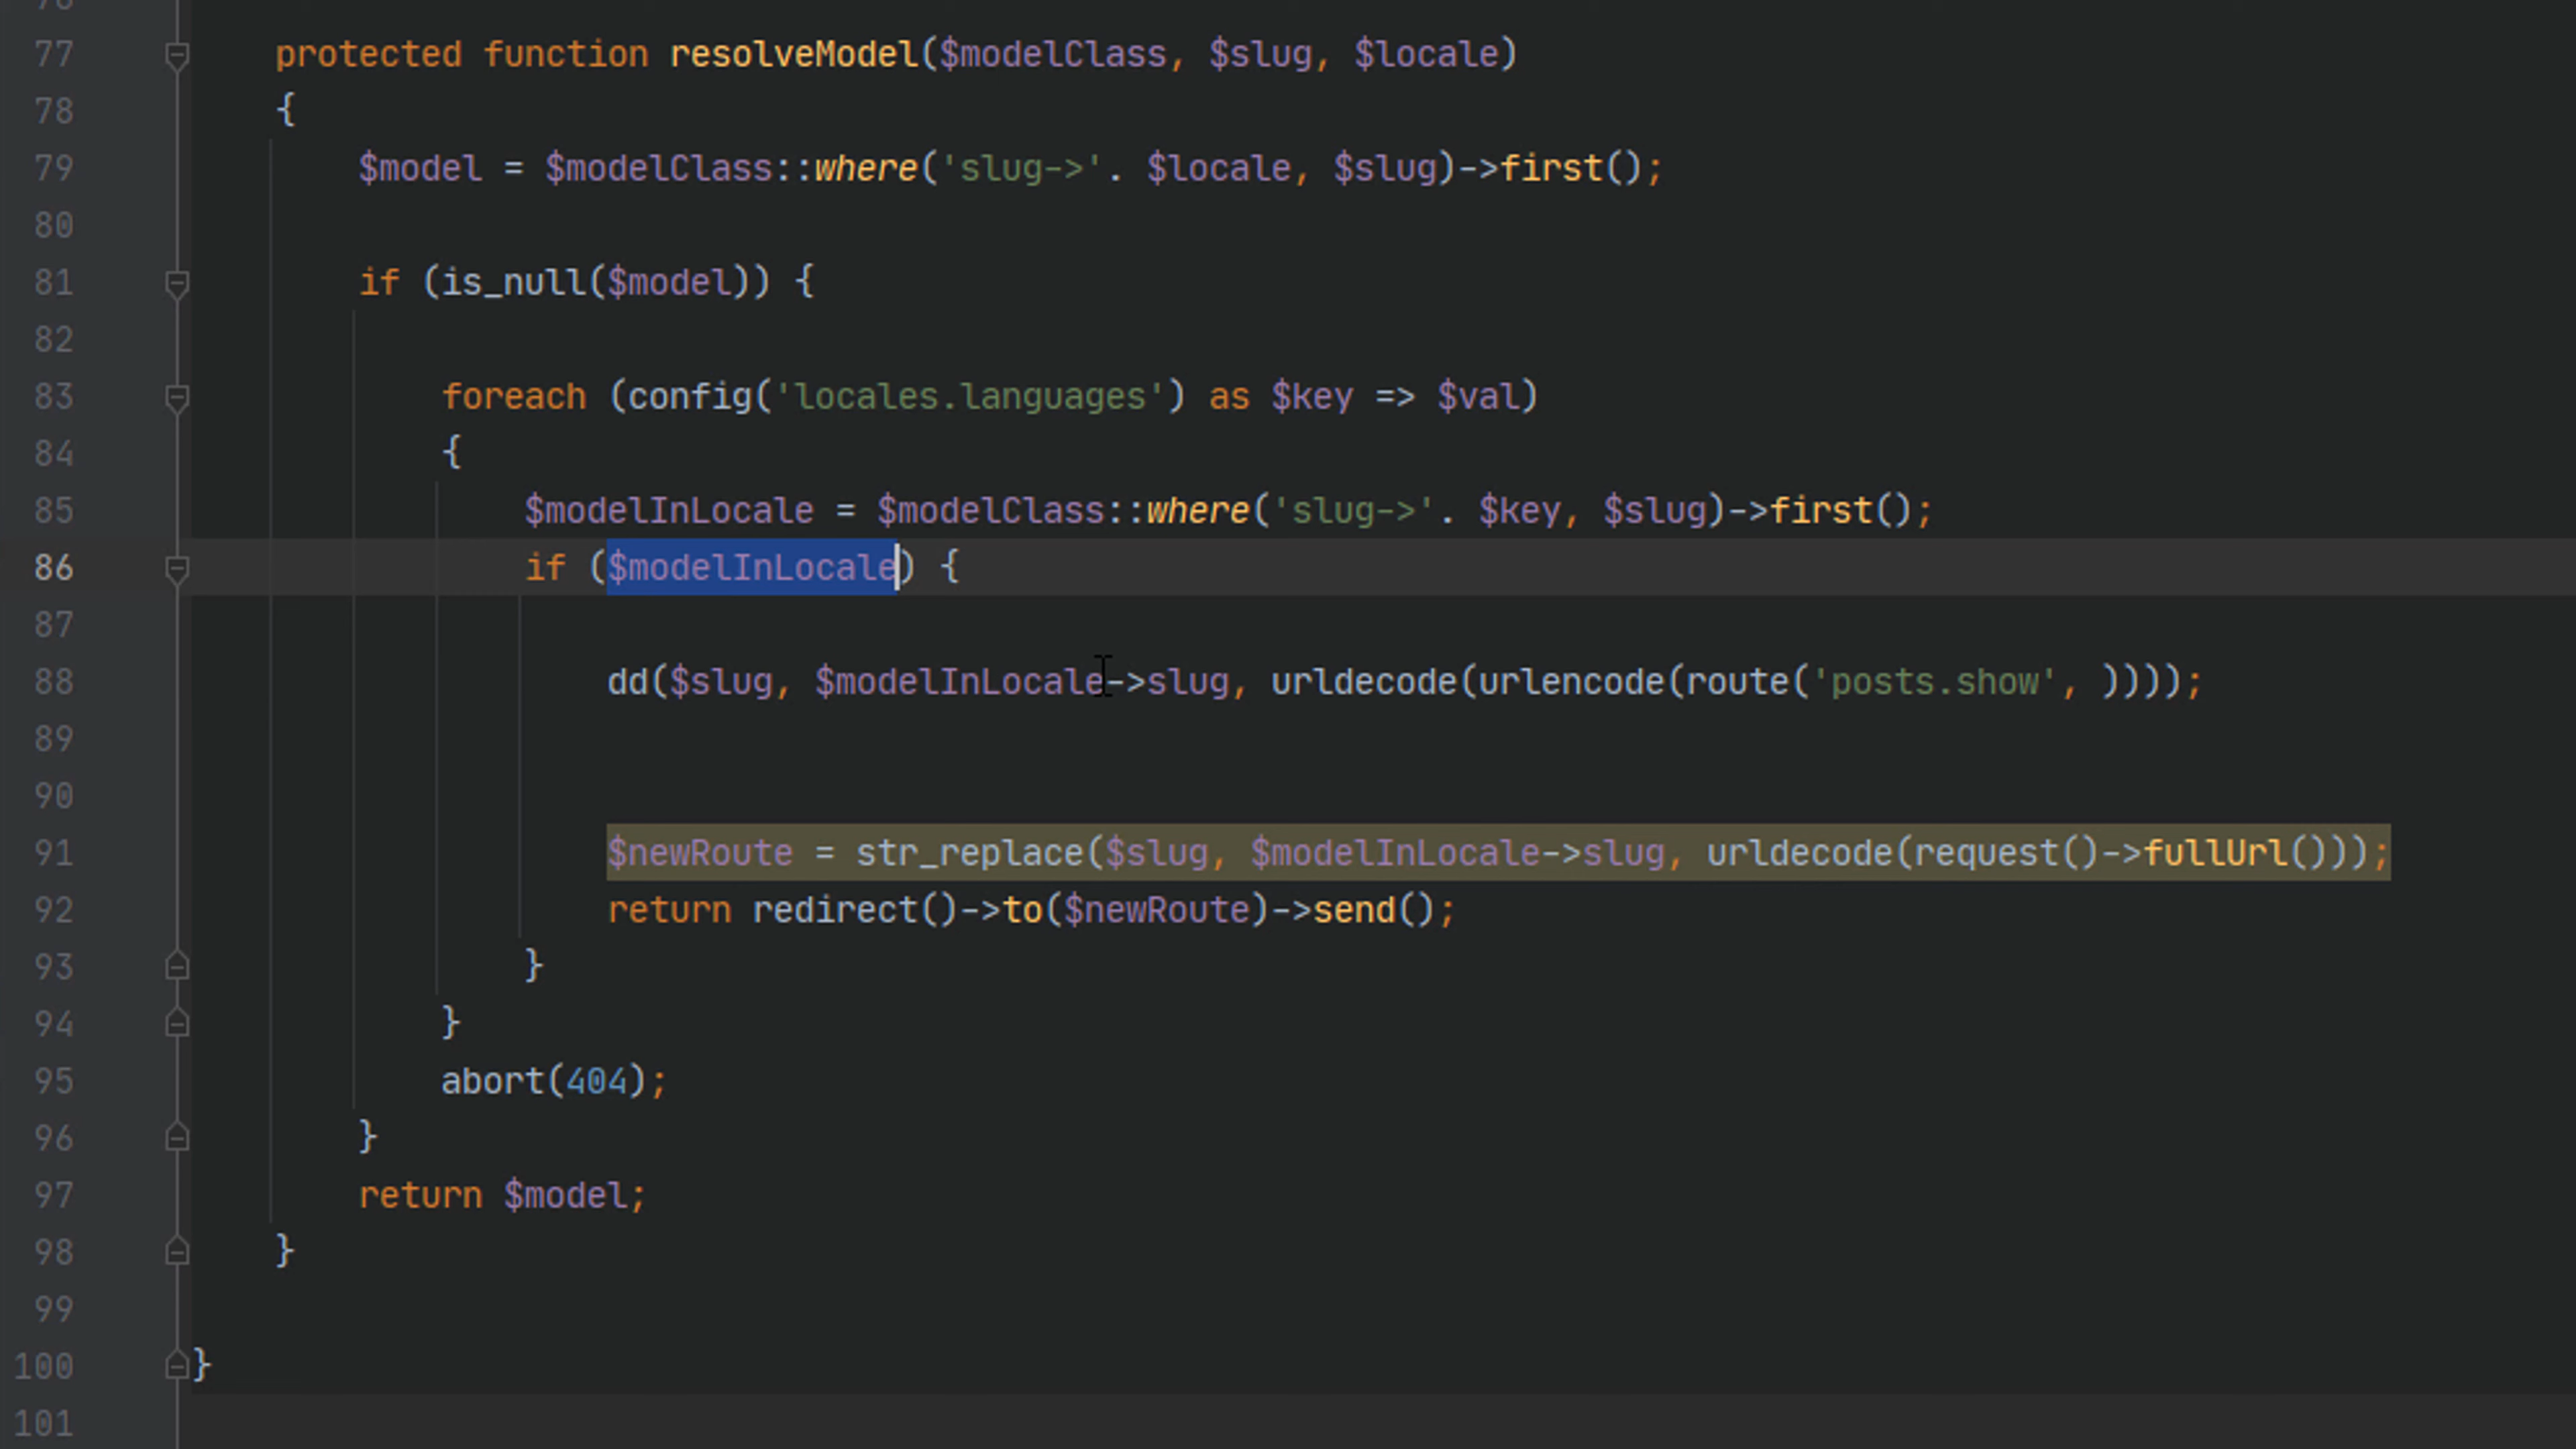 77 protected function resolveModel($modelClass, $slug, $locale)
78 {
79 $model = $modelClass::where('slug->'. $locale, $slug)->first();
80
81 if (is_null($model)) {
82
83 foreach (config('locales.languages') as $key => $val)
84 {
85 $modelInLocale = $modelClass::where('slug->'. $key, $slug)->first();
86 if ($modelInLocale) {
87
88 dd($slug, $modelInLocale->slug, urldecode(urlencode(route('posts.show', ))));
89
90
91 $newRoute = str_replace($slug, $modelInLocale->slug, urldecode(request()->fullUrl()));
92 return redirect()->to($newRoute)->send();
93 }
94 }
95 abort(404);
96 }
97 return $model;
98 }
99
100 }
101